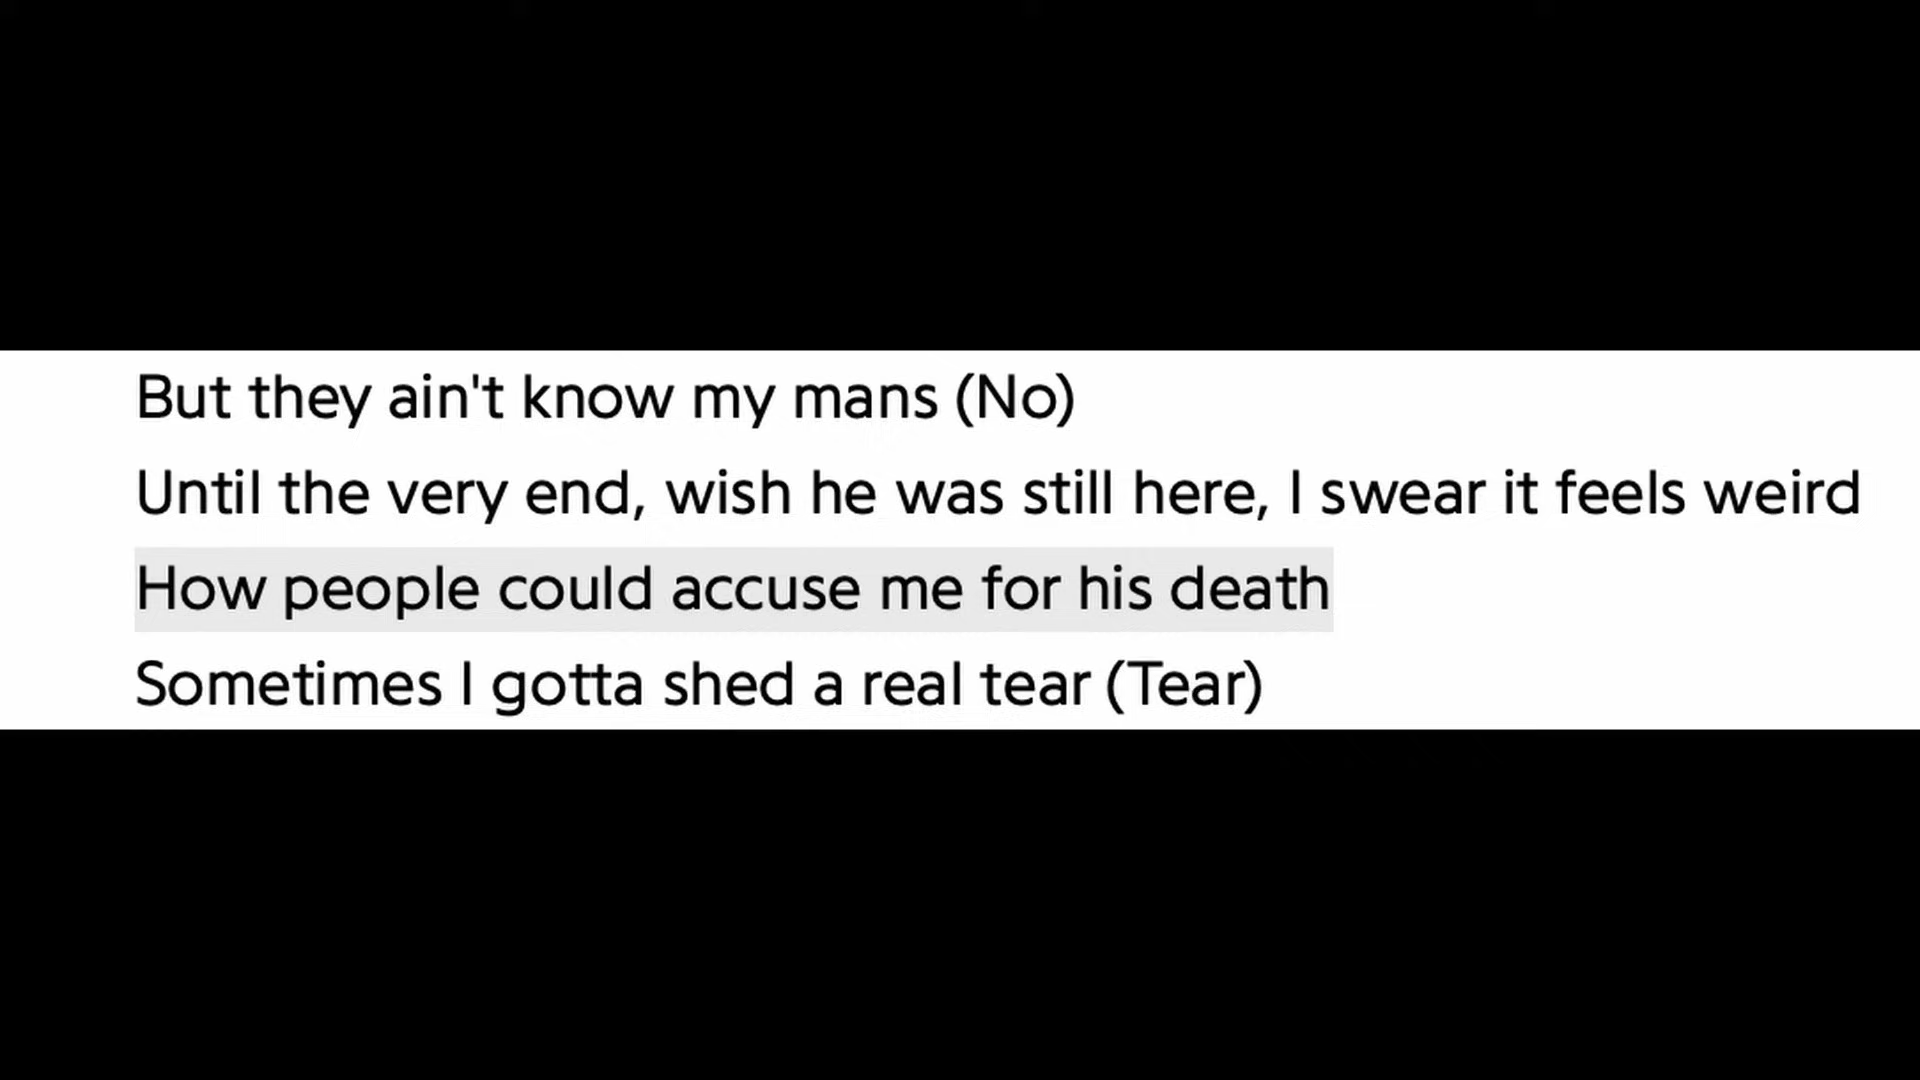 But they ain't know my mans (No)
Until the very end, wish he was still here, I swear it feels weird
How people could accuse me for his death
Sometimes I gotta shed a real tear (Tear)